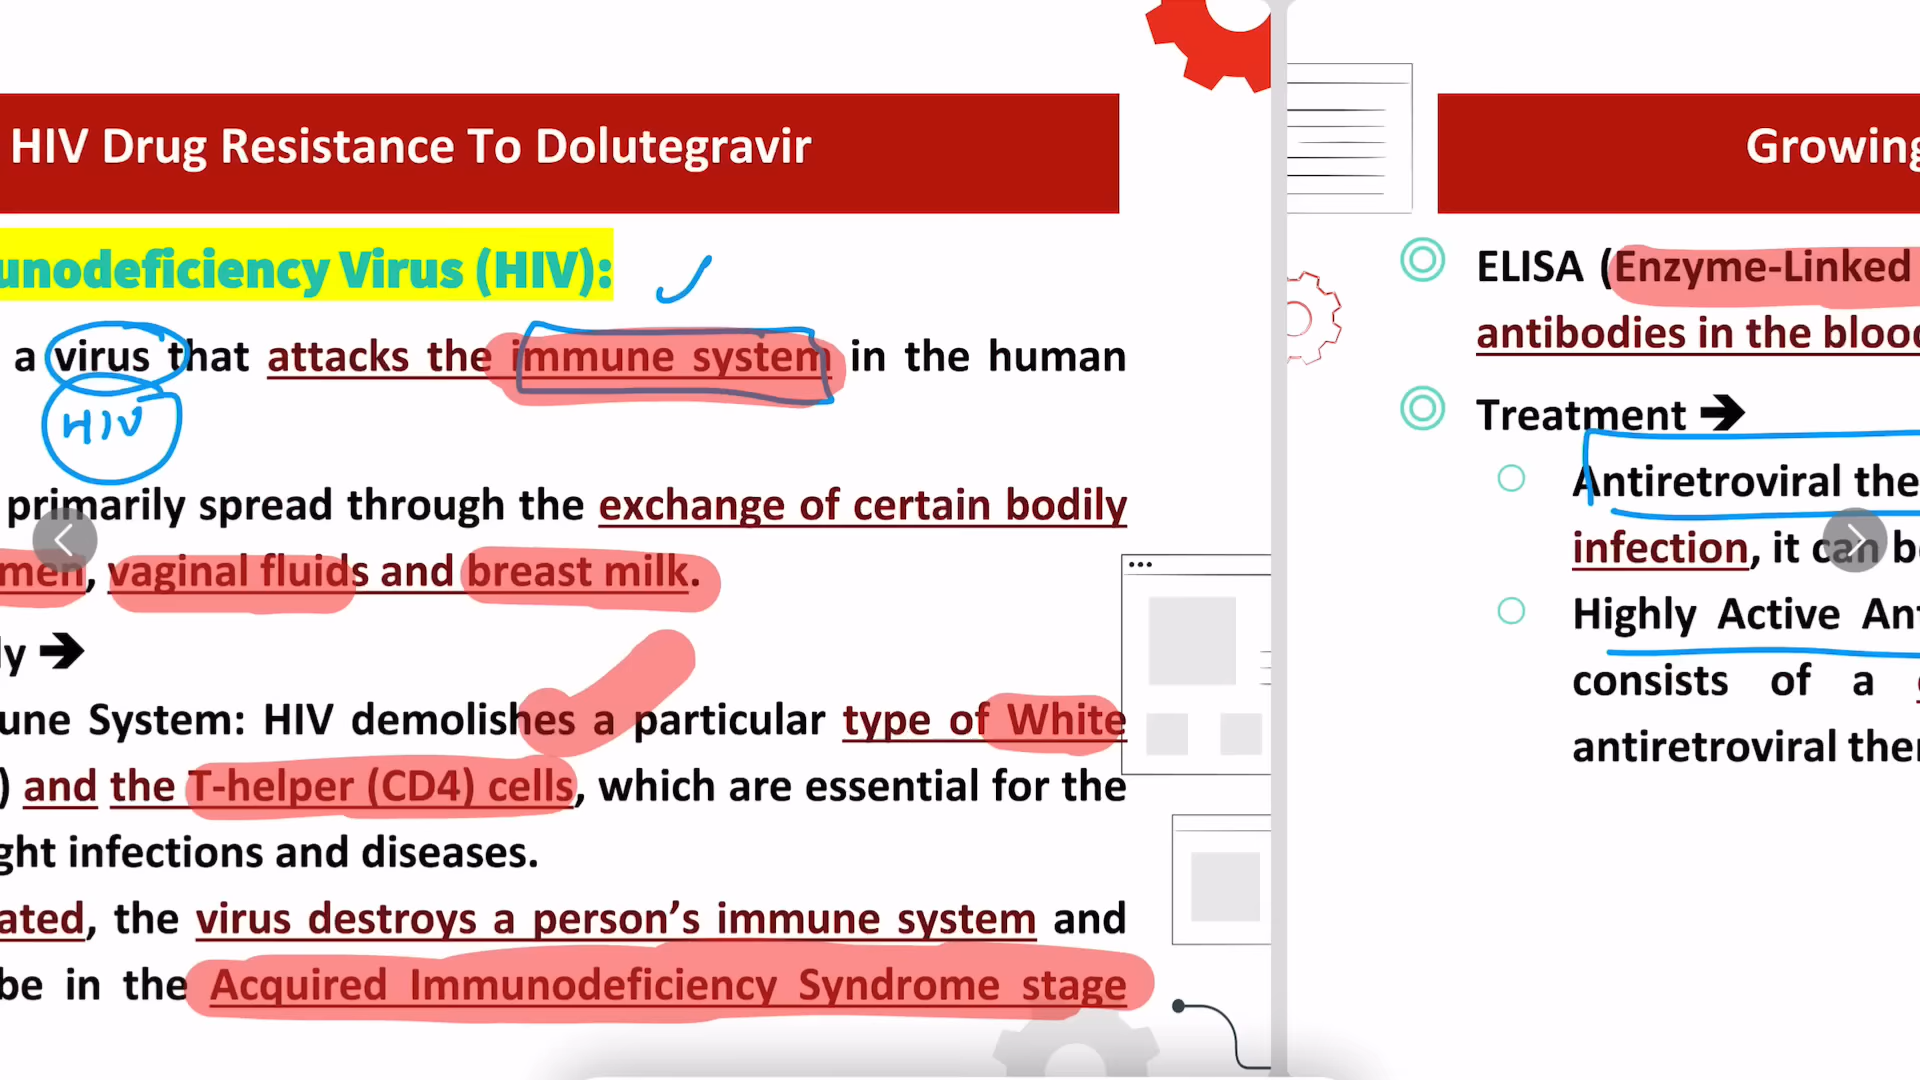 HIV Drug Resistance To Dolutegravir
unodeficiency Virus (HIV):
a virus that attacks the immune system in the human
HIV
primarily spread through the exchange of certain bodily
men, vaginal fluids and breast milk.
ly →
une System: HIV demolishes a particular type of White
) and the T-helper (CD4) cells, which are essential for the
ght infections and diseases.
ated, the virus destroys a person’s immune system and
be in the Acquired Immunodeficiency Syndrome stage
Growing
ELISA (Enzyme-Linked
antibodies in the blood
Treatment →
Antiretroviral the
infection, it can b
Highly Active An
consists of a
antiretroviral ther